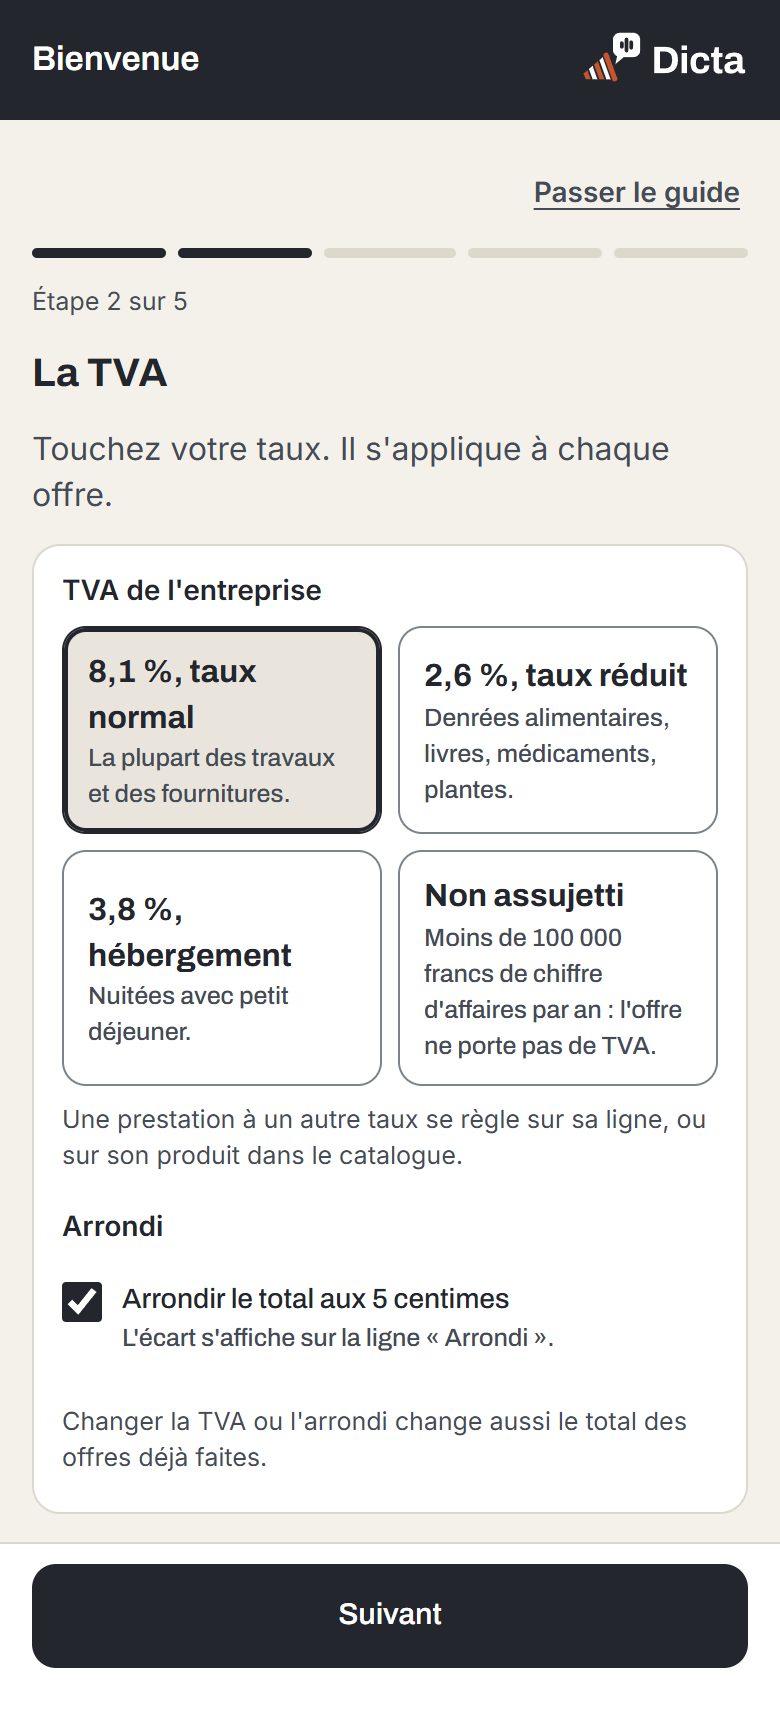 Bienvenue
Dicta
Passer le guide
Étape 2 sur 5
La TVA
Touchez votre taux. Il s'applique à chaque
offre.
TVA de l'entreprise
8,1 %, taux
normal
La plupart des travaux
et des fournitures.
2,6 %, taux réduit
Denrées alimentaires,
livres, médicaments,
plantes.
3,8 %,
hébergement
Nuitées avec petit
déjeuner.
Non assujetti
Moins de 100 000
francs de chiffre
d'affaires par an : l'offre
ne porte pas de TVA.
Une prestation à un autre taux se règle sur sa ligne, ou
sur son produit dans le catalogue.
Arrondi
Arrondir le total aux 5 centimes
L'écart s'affiche sur la ligne « Arrondi ».
Changer la TVA ou l'arrondi change aussi le total des
offres déjà faites.
Suivant